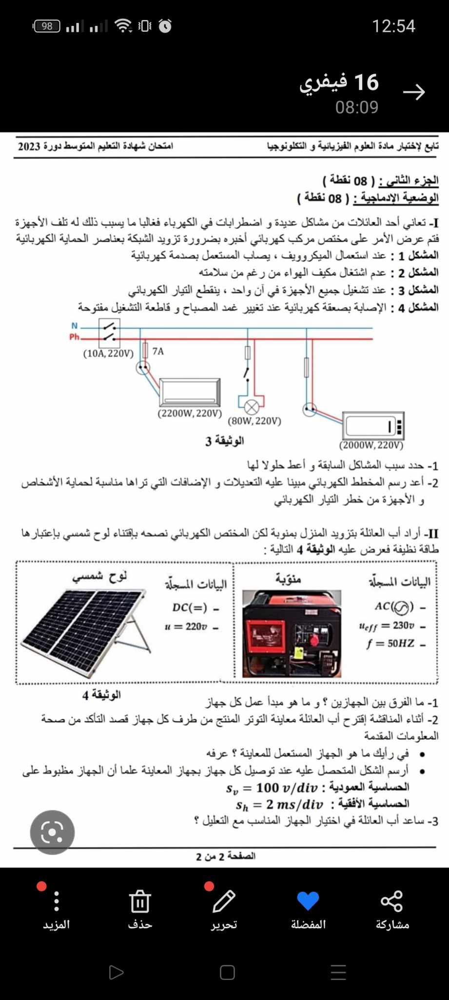 98
12:54
16 فيفري
08:09
تابع لإختبار مادة العلوم الفيزيائية و التكلونوجيا
امتحان شهادة التعليم المتوسط دورة 2023
الجزء الثاني : ( 08 نقطة )
الوضعية الإدماجية : ( 08 نقطة )
I- تعاني أحد العائلات من مشاكل عديدة و اضطرابات في الكهرباء فغالبا ما يسبب ذلك له تلف الأجهزة
فتم عرض الأمر على مختص مركب كهربائي أخبره بضرورة تزويد الشبكة بعناصر الحماية الكهربائية
المشكل 1 : عند استعمال الميكروويف ، يصاب المستعمل بصدمة كهربائية
المشكل 2 : عدم اشتغال مكيف الهواء من رغم من سلامته
المشكل 3 : عند تشغيل جميع الأجهزة في آن واحد ، ينقطع التيار الكهربائي
المشكل 4 : الإصابة بصعقة كهربائية عند تغيير غمد المصباح و قاطعة التشغيل مفتوحة
N
Ph
(10A, 220V)
7A
(2200W, 220V)
(80W, 220V)
(2000W, 220V)
الوثيقة 3
1- حدد سبب المشاكل السابقة و أعط حلولا لها
2- أعد رسم المخطط الكهربائي مبينا عليه التعديلات و الإضافات التي تراها مناسبة لحماية الأشخاص
و الأجهزة من خطر التيار الكهربائي
II- أراد أب العائلة بتزويد المنزل بمنوبة لكن المختص الكهربائي نصحه بإقتناء لوح شمسي بإعتبارها
طاقة نظيفة فعرض عليه الوثيقة 4 التالية :
البيانات المسجلّة
– AC(~)
– u_eff = 230v
– f = 50HZ
منوّبة
البيانات المسجلّة
– DC(=)
– u = 220v
لوح شمسي
الوثيقة 4
1- ما الفرق بين الجهازين ؟ و ما هو مبدأ عمل كل جهاز
2- أثناء المناقشة إقترح أب العائلة معاينة التوتر المنتج من طرف كل جهاز قصد التأكد من صحة
المعلومات المقدمة
• في رأيك ما هو الجهاز المستعمل للمعاينة ؟ عرفه
• أرسم الشكل المتحصل عليه عند توصيل كل جهاز بجهاز المعاينة علما أن الجهاز مظبوط على
الحساسية العمودية : s_v = 100 v/div
الحساسية الأفقية : s_h = 2 ms/div
3- ساعد أب العائلة في اختيار الجهاز المناسب مع التعليل ؟
الصفحة 2 من 2
مشاركة
المفضلة
تحرير
حذف
المزيد